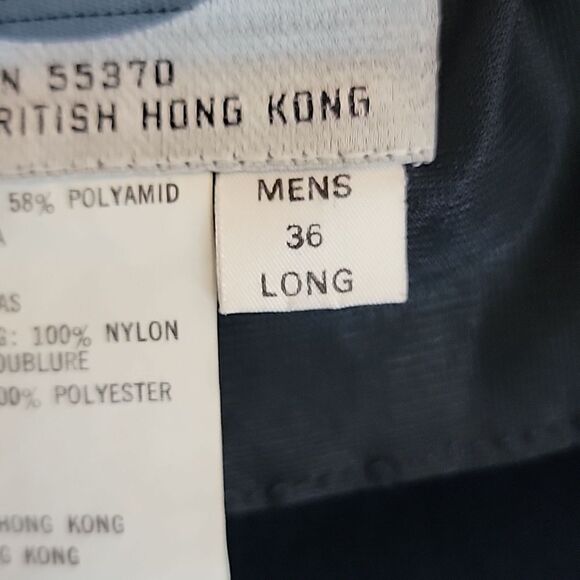 N 55370
RITISH HONG KONG
58% POLYAMID
A
MENS
36
LONG
AS
G: 100% NYLON
OUBLURE
00% POLYESTER
HONG KONG
G KONG